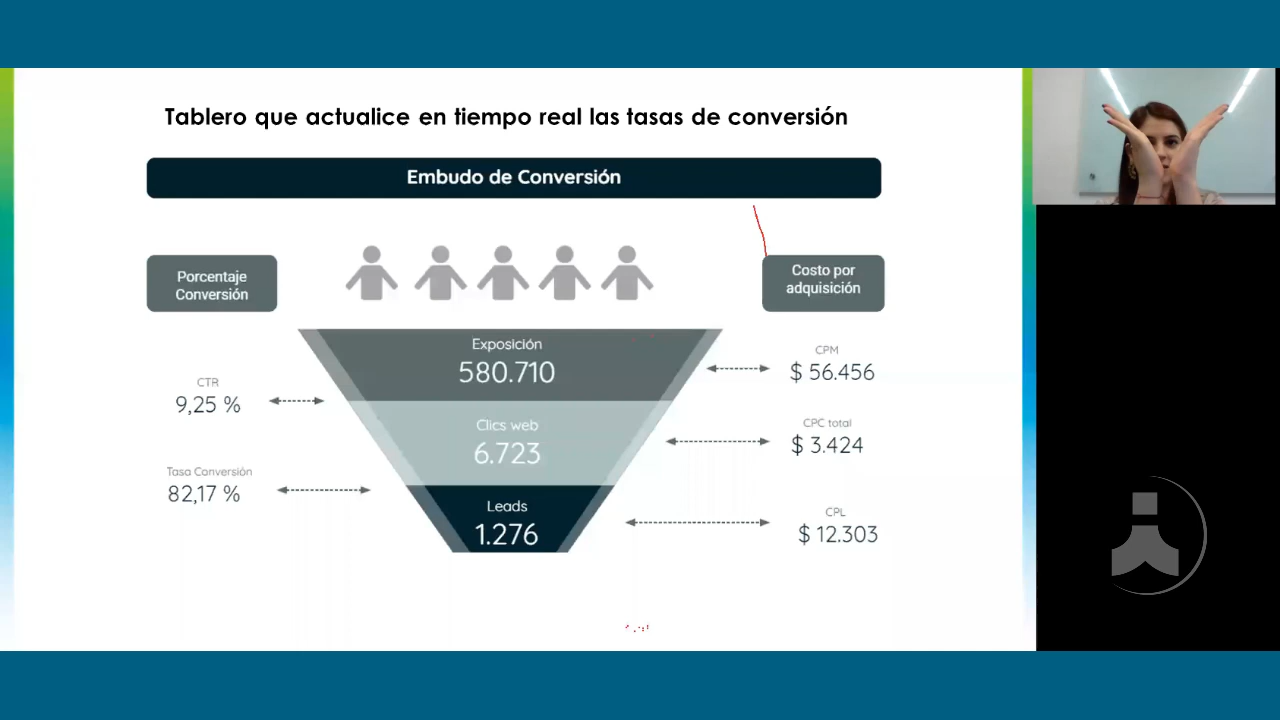 Tablero que actualice en tiempo real las tasas de conversión
Embudo de Conversión
Porcentaje
Conversión
Costo por
adquisición
Exposición
580.710
CPM
$ 56.456
CTR
9,25 %
Clics web
6.723
CPC total
$ 3.424
Tasa Conversión
82,17 %
Leads
1.276
CPL
$ 12.303